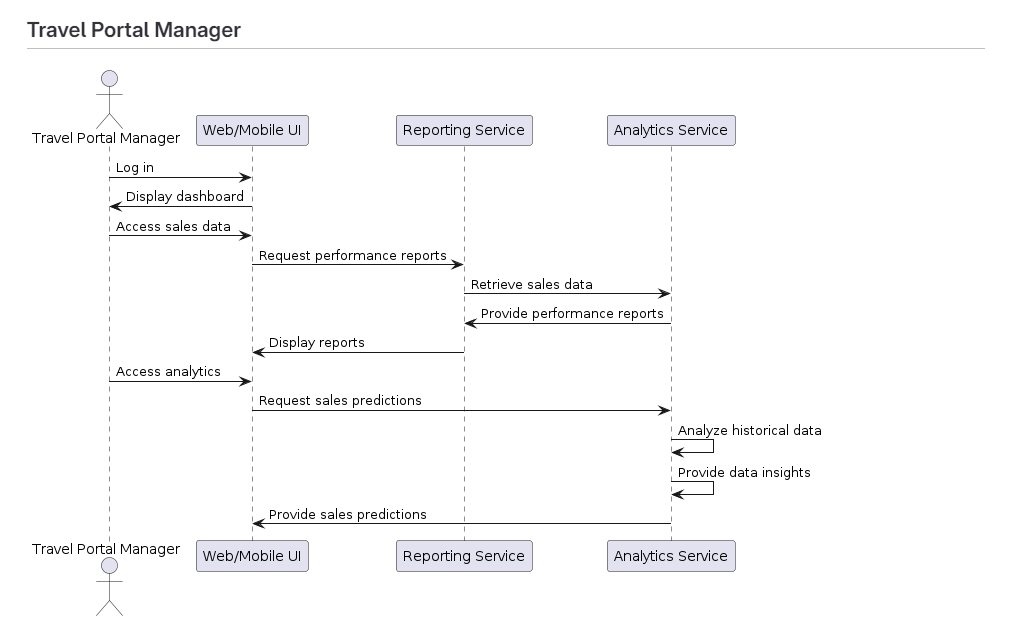 Travel Portal Manager
Travel Portal Manager
Web/Mobile UI
Reporting Service
Analytics Service
Log in
Display dashboard
Access sales data
Request performance reports
Retrieve sales data
Provide performance reports
Display reports
Access analytics
Request sales predictions
Analyze historical data
Provide data insights
Provide sales predictions
Travel Portal Manager
Web/Mobile UI
Reporting Service
Analytics Service